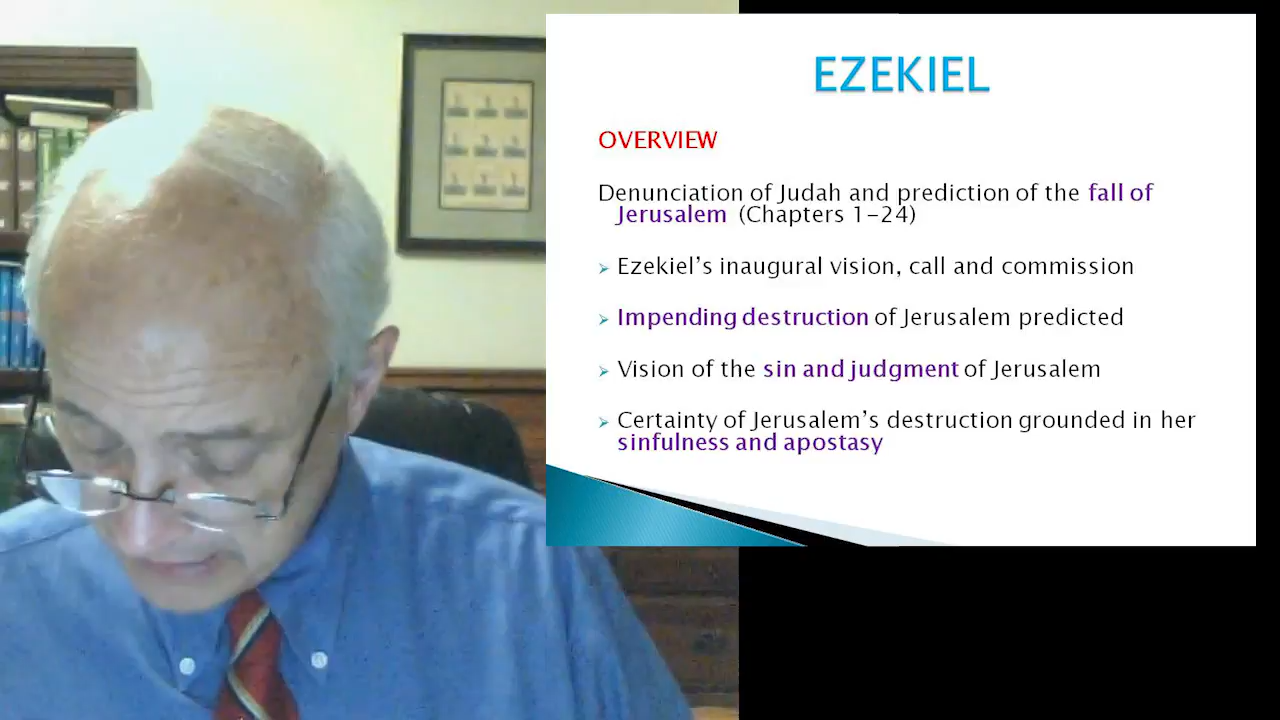 EZEKIEL
OVERVIEW
Denunciation of Judah and prediction of the fall of
Jerusalem (Chapters 1-24)
➢ Ezekiel's inaugural vision, call and commission
➢ Impending destruction of Jerusalem predicted
➢ Vision of the sin and judgment of Jerusalem
➢ Certainty of Jerusalem's destruction grounded in her
sinfulness and apostasy